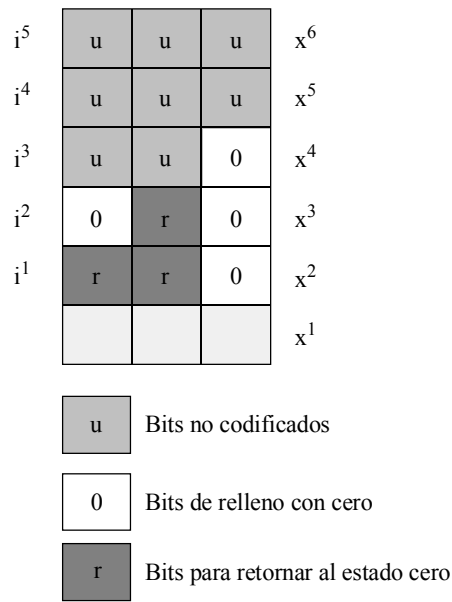 i⁵ u u u x⁶
i⁴ u u u x⁵
i³ u u 0 x⁴
i² 0 r 0 x³
i¹ r r 0 x²
x¹
u Bits no codificados
0 Bits de relleno con cero
r Bits para retornar al estado cero